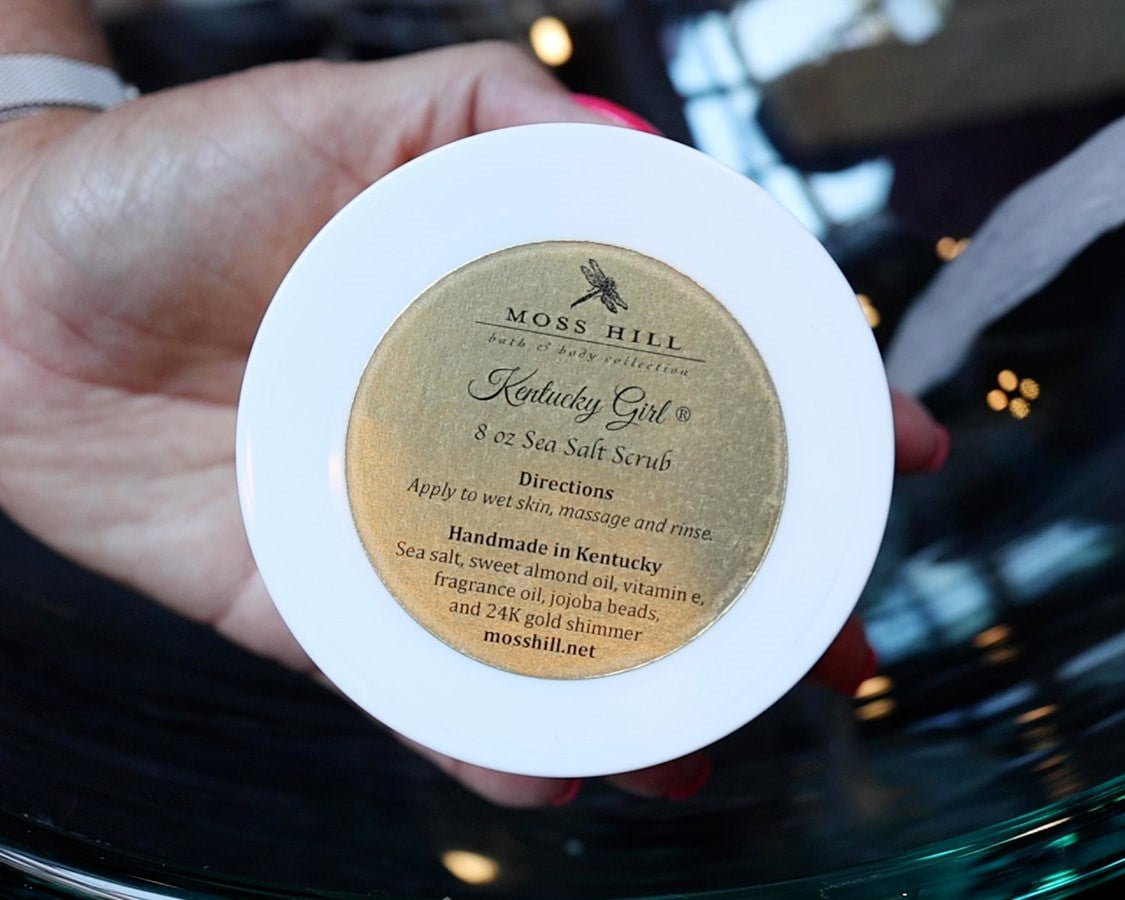 MOSS HILL
bath & body collection
Kentucky Girl ®
8 oz Sea Salt Scrub
Directions
Apply to wet skin, massage and rinse.
Handmade in Kentucky
Sea salt, sweet almond oil, vitamin e,
fragrance oil, jojoba beads,
and 24K gold shimmer
mosshill.net